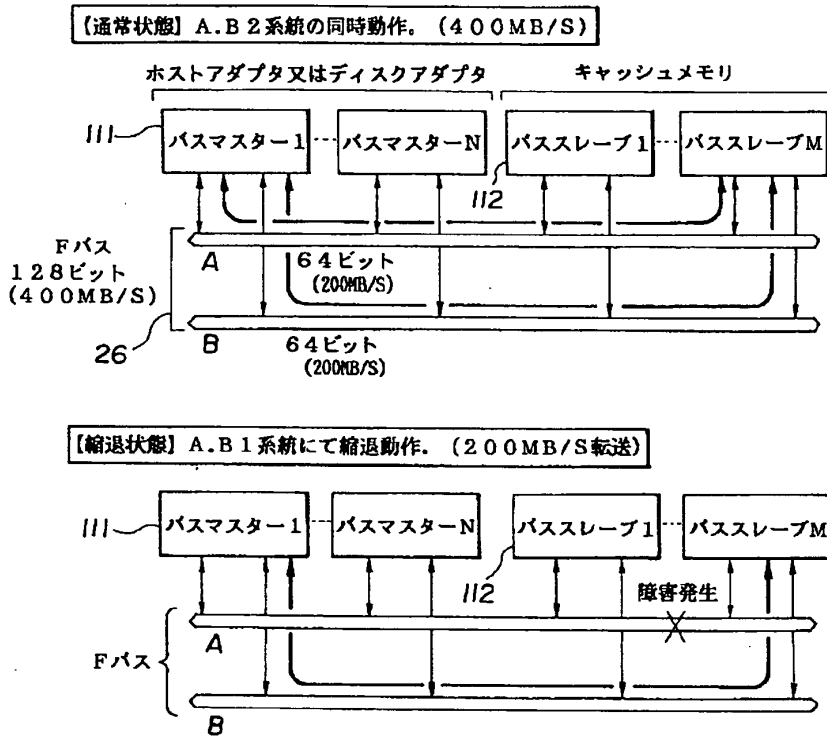 【通常状態】A.B2系統の同時動作。(400MB/S)
ホストアダプタ又はディスクアダプタ
キャッシュメモリ
111
バスマスター1
バスマスターN
バススレーブ1
バススレーブM
112
Fバス
128ビット
(400MB/S)
A
64ビット
(200MB/S)
26
B
64ビット
(200MB/S)
【縮退状態】A.B1系統にて縮退動作。(200MB/S転送)
111
バスマスター1
バスマスターN
バススレーブ1
バススレーブM
112
障害発生
A
Fバス
B